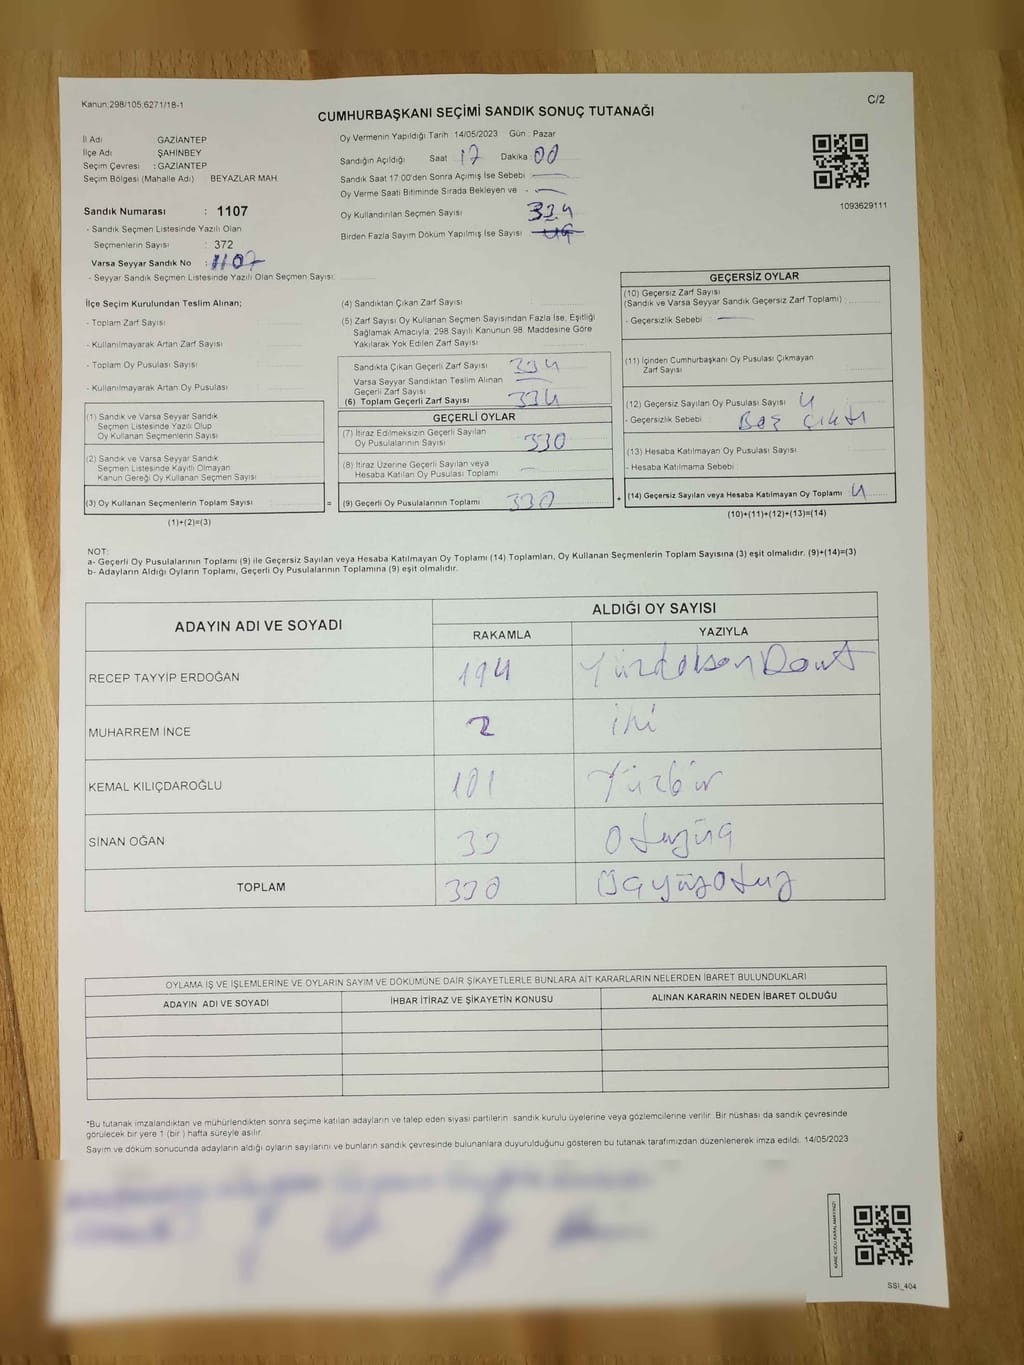 Kanun:298/105;6271/18-1
C/2
CUMHURBAŞKANI SEÇİMİ SANDIK SONUÇ TUTANAĞI
İl Adı GAZİANTEP
İlçe Adı ŞAHİNBEY
Seçim Çevresi : GAZİANTEP
Seçim Bölgesi (Mahalle Adı) BEYAZLAR MAH.
Oy Vermenin Yapıldığı Tarih : 14/05/2023 Gün : Pazar
Sandığın Açıldığı Saat 17 Dakika 00
Sandık Saat 17:00'den Sonra Açımış İse Sebebi
Oy Verme Saati Bitiminde Sırada Bekleyen ve
Oy Kullandırılan Seçmen Sayısı 334
Birden Fazla Sayım Döküm Yapılmış İse Sayısı
1093629111
Sandık Numarası : 1107
- Sandık Seçmen Listesinde Yazılı Olan
Seçmenlerin Sayısı : 372
Varsa Seyyar Sandık No : 1107
- Seyyar Sandık Seçmen Listesinde Yazılı Olan Seçmen Sayısı
İlçe Seçim Kurulundan Teslim Alınan;
- Toplam Zarf Sayısı
- Kullanılmayarak Artan Zarf Sayısı
- Toplam Oy Pusulası Sayısı
- Kullanılmayarak Artan Oy Pusulası
(1) Sandık ve Varsa Seyyar Sandık
Seçmen Listesinde Yazılı Olup
Oy Kullanan Seçmenlerin Sayısı
(2) Sandık ve Varsa Seyyar Sandık
Seçmen Listesinde Kayıtlı Olmayan
Kanun Gereği Oy Kullanan Seçmen Sayısı
(3) Oy Kullanan Seçmenlerin Toplam Sayısı
(1)+(2)=(3)
=
(4) Sandıktan Çıkan Zarf Sayısı
(5) Zarf Sayısı Oy Kullanan Seçmen Sayısından Fazla İse, Eşitliği
Sağlamak Amacıyla, 298 Sayılı Kanunun 98. Maddesine Göre
Yakılarak Yok Edilen Zarf Sayısı
Sandıkta Çıkan Geçerli Zarf Sayısı 334
Varsa Seyyar Sandıktan Teslim Alınan
Geçerli Zarf Sayısı
(6) Toplam Geçerli Zarf Sayısı 334
GEÇERLİ OYLAR
(7) İtiraz Edilmeksizin Geçerli Sayılan
Oy Pusulalarının Sayısı 330
(8) İtiraz Üzerine Geçerli Sayılan veya
Hesaba Katılan Oy Pusulası Toplamı
(9) Geçerli Oy Pusulalarının Toplamı 330
+
GEÇERSİZ OYLAR
(10) Geçersiz Zarf Sayısı
(Sandık ve Varsa Seyyar Sandık Geçersiz Zarf Toplamı)
- Geçersizlik Sebebi
(11) İçinden Cumhurbaşkanı Oy Pusulası Çıkmayan
Zarf Sayısı
(12) Geçersiz Sayılan Oy Pusulası Sayısı 4
- Geçersizlik Sebebi Boş Çıktı
(13) Hesaba Katılmayan Oy Pusulası Sayısı
- Hesaba Katılmama Sebebi
(14) Geçersiz Sayılan veya Hesaba Katılmayan Oy Toplamı 4
(10)+(11)+(12)+(13)=(14)
NOT:
a- Geçerli Oy Pusulalarının Toplamı (9) ile Geçersiz Sayılan veya Hesaba Katılmayan Oy Toplamı (14) Toplamları, Oy Kullanan Seçmenlerin Toplam Sayısına (3) eşit olmalıdır. (9)+(14)=(3)
b- Adayların Aldığı Oyların Toplamı, Geçerli Oy Pusulalarının Toplamına (9) eşit olmalıdır.
ADAYIN ADI VE SOYADI ALDIĞI OY SAYISI
RAKAMLA YAZIYLA
RECEP TAYYİP ERDOĞAN 194 Yüzdoksan Dört
MUHARREM İNCE 2 iki
KEMAL KILIÇDAROĞLU 101 Yüzbir
SİNAN OĞAN 33 Otuzüç
TOPLAM 330 Üçyüzotuz
OYLAMA İŞ VE İŞLEMLERİNE VE OYLARIN SAYIM VE DÖKÜMÜNE DAİR ŞİKAYETLERLE BUNLARA AİT KARARLARIN NELERDEN İBARET BULUNDUKLARI
ADAYIN ADI VE SOYADI İHBAR İTİRAZ VE ŞİKAYETİN KONUSU ALINAN KARARIN NEDEN İBARET OLDUĞU
*Bu tutanak imzalandıktan ve mühürlendikten sonra seçime katılan adayların ve talep eden siyasi partilerin sandık kurulu üyelerine veya gözlemcilerine verilir. Bir nüshası da sandık çevresinde
görülecek bir yere 1 (bir ) hafta süreyle asılır.
Sayım ve döküm sonucunda adayların aldığı oyların sayılarını ve bunların sandık çevresinde bulunanlara duyurulduğunu gösteren bu tutanak tarafımızdan düzenlenerek imza edildi. 14/05/2023
KARE KODU KARALAMAYINIZ!
SSI_404